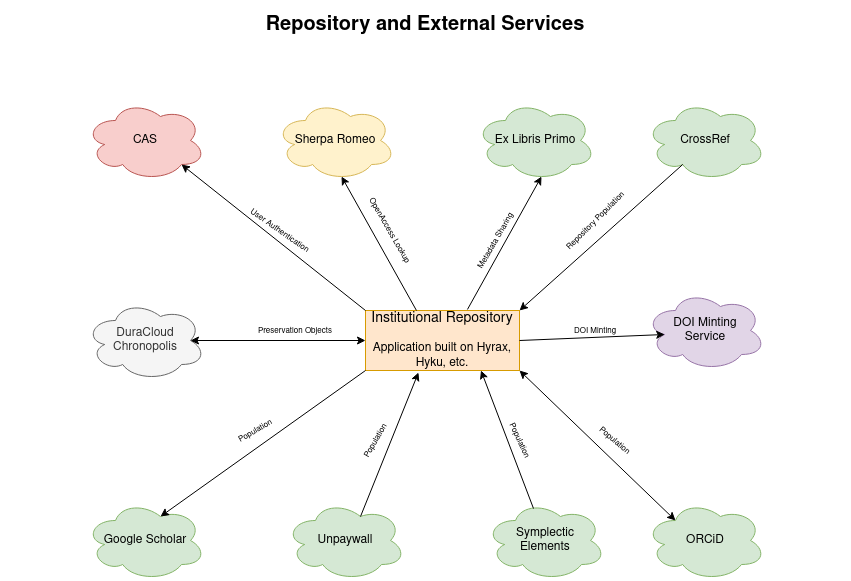 Repository and External Services
CAS
Sherpa Romeo
Ex Libris Primo
CrossRef
User Authentication
OpenAccess Lookup
Metadata Sharing
Repository Population
Institutional Repository
Application built on Hyrax,
Hyku, etc.
DuraCloud
Chronopolis
Preservation Objects
DOI Minting
DOI Minting
Service
Population
Population
Population
Population
Google Scholar
Unpaywall
Symplectic
Elements
ORCiD